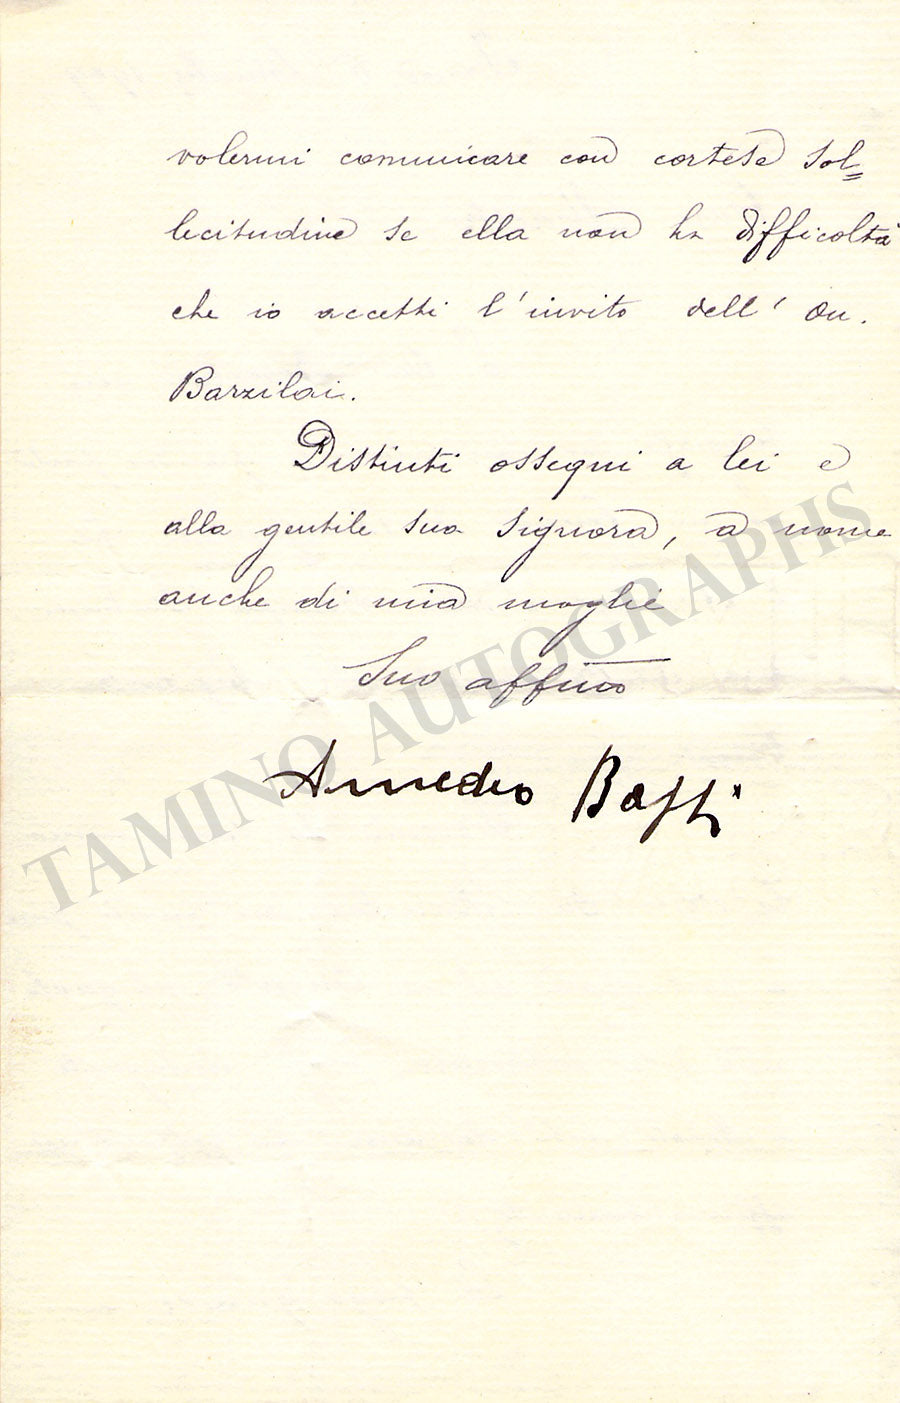 volermi comunicare con cortese sol=
lecitudine se ella non ha difficoltà
che io accetti l'invito dell' On.
Barzilai.
Distinti ossequi a lei e
alla gentile sua signora, a nome
anche di mia moglie
Suo affmo
Amedeo Bassi
TAMINO AUTOGRAPHS